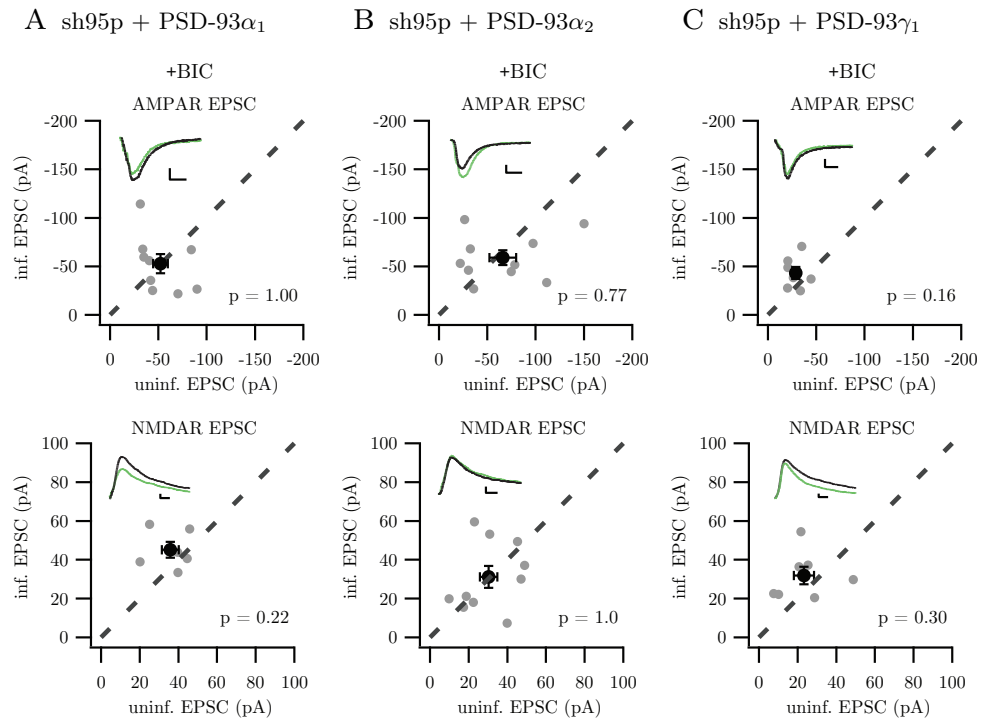 A sh95p + PSD-93α1
B sh95p + PSD-93α2
C sh95p + PSD-93γ1
+BIC
+BIC
+BIC
AMPAR EPSC
AMPAR EPSC
AMPAR EPSC
inf. EPSC (pA)
-200
-150
-100
-50
0
p = 1.00
0 -50 -100 -150 -200
uninf. EPSC (pA)
inf. EPSC (pA)
-200
-150
-100
-50
0
p = 0.77
0 -50 -100 -150 -200
uninf. EPSC (pA)
inf. EPSC (pA)
-200
-150
-100
-50
0
p = 0.16
0 -50 -100 -150 -200
uninf. EPSC (pA)
NMDAR EPSC
NMDAR EPSC
NMDAR EPSC
inf. EPSC (pA)
100
80
60
40
20
0
p = 0.22
0 20 40 60 80 100
uninf. EPSC (pA)
inf. EPSC (pA)
100
80
60
40
20
0
p = 1.0
0 20 40 60 80 100
uninf. EPSC (pA)
inf. EPSC (pA)
100
80
60
40
20
0
p = 0.30
0 20 40 60 80 100
uninf. EPSC (pA)